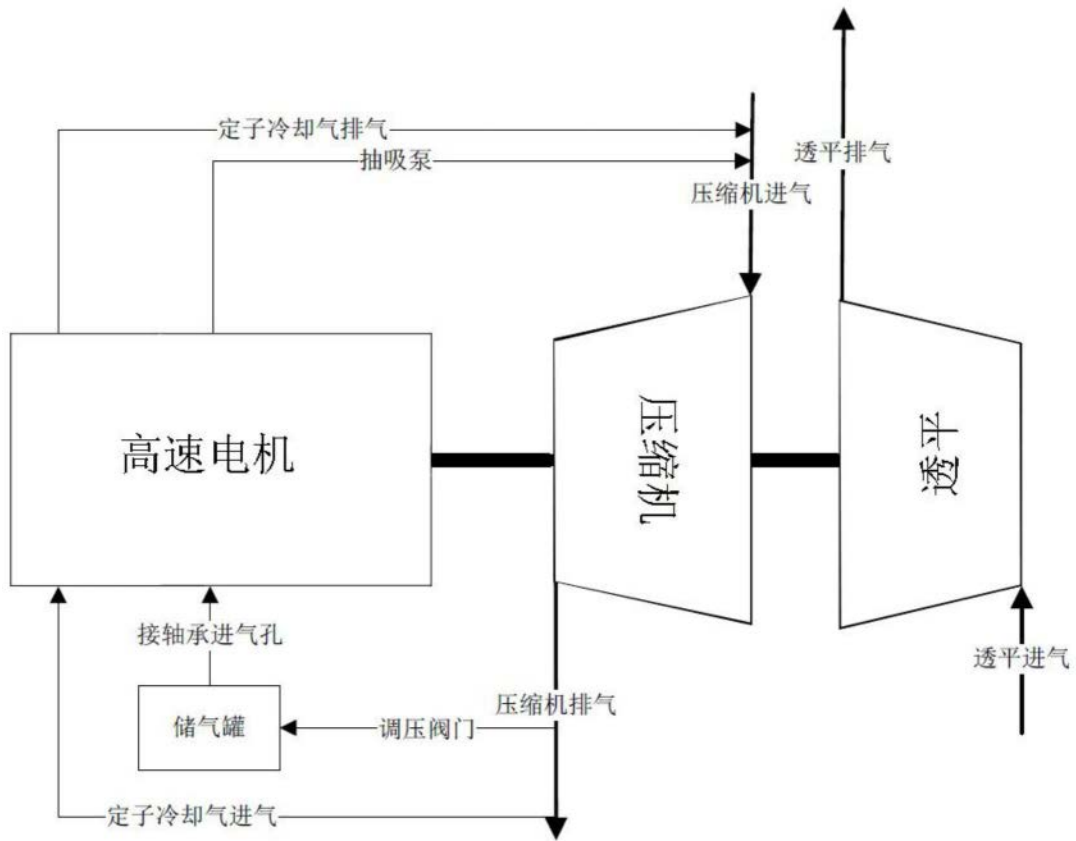 定子冷却气排气
抽吸泵
透平排气
压缩机进气
高速电机
压缩机
透平
接轴承进气孔
透平进气
储气罐
调压阀门
压缩机排气
定子冷却气进气